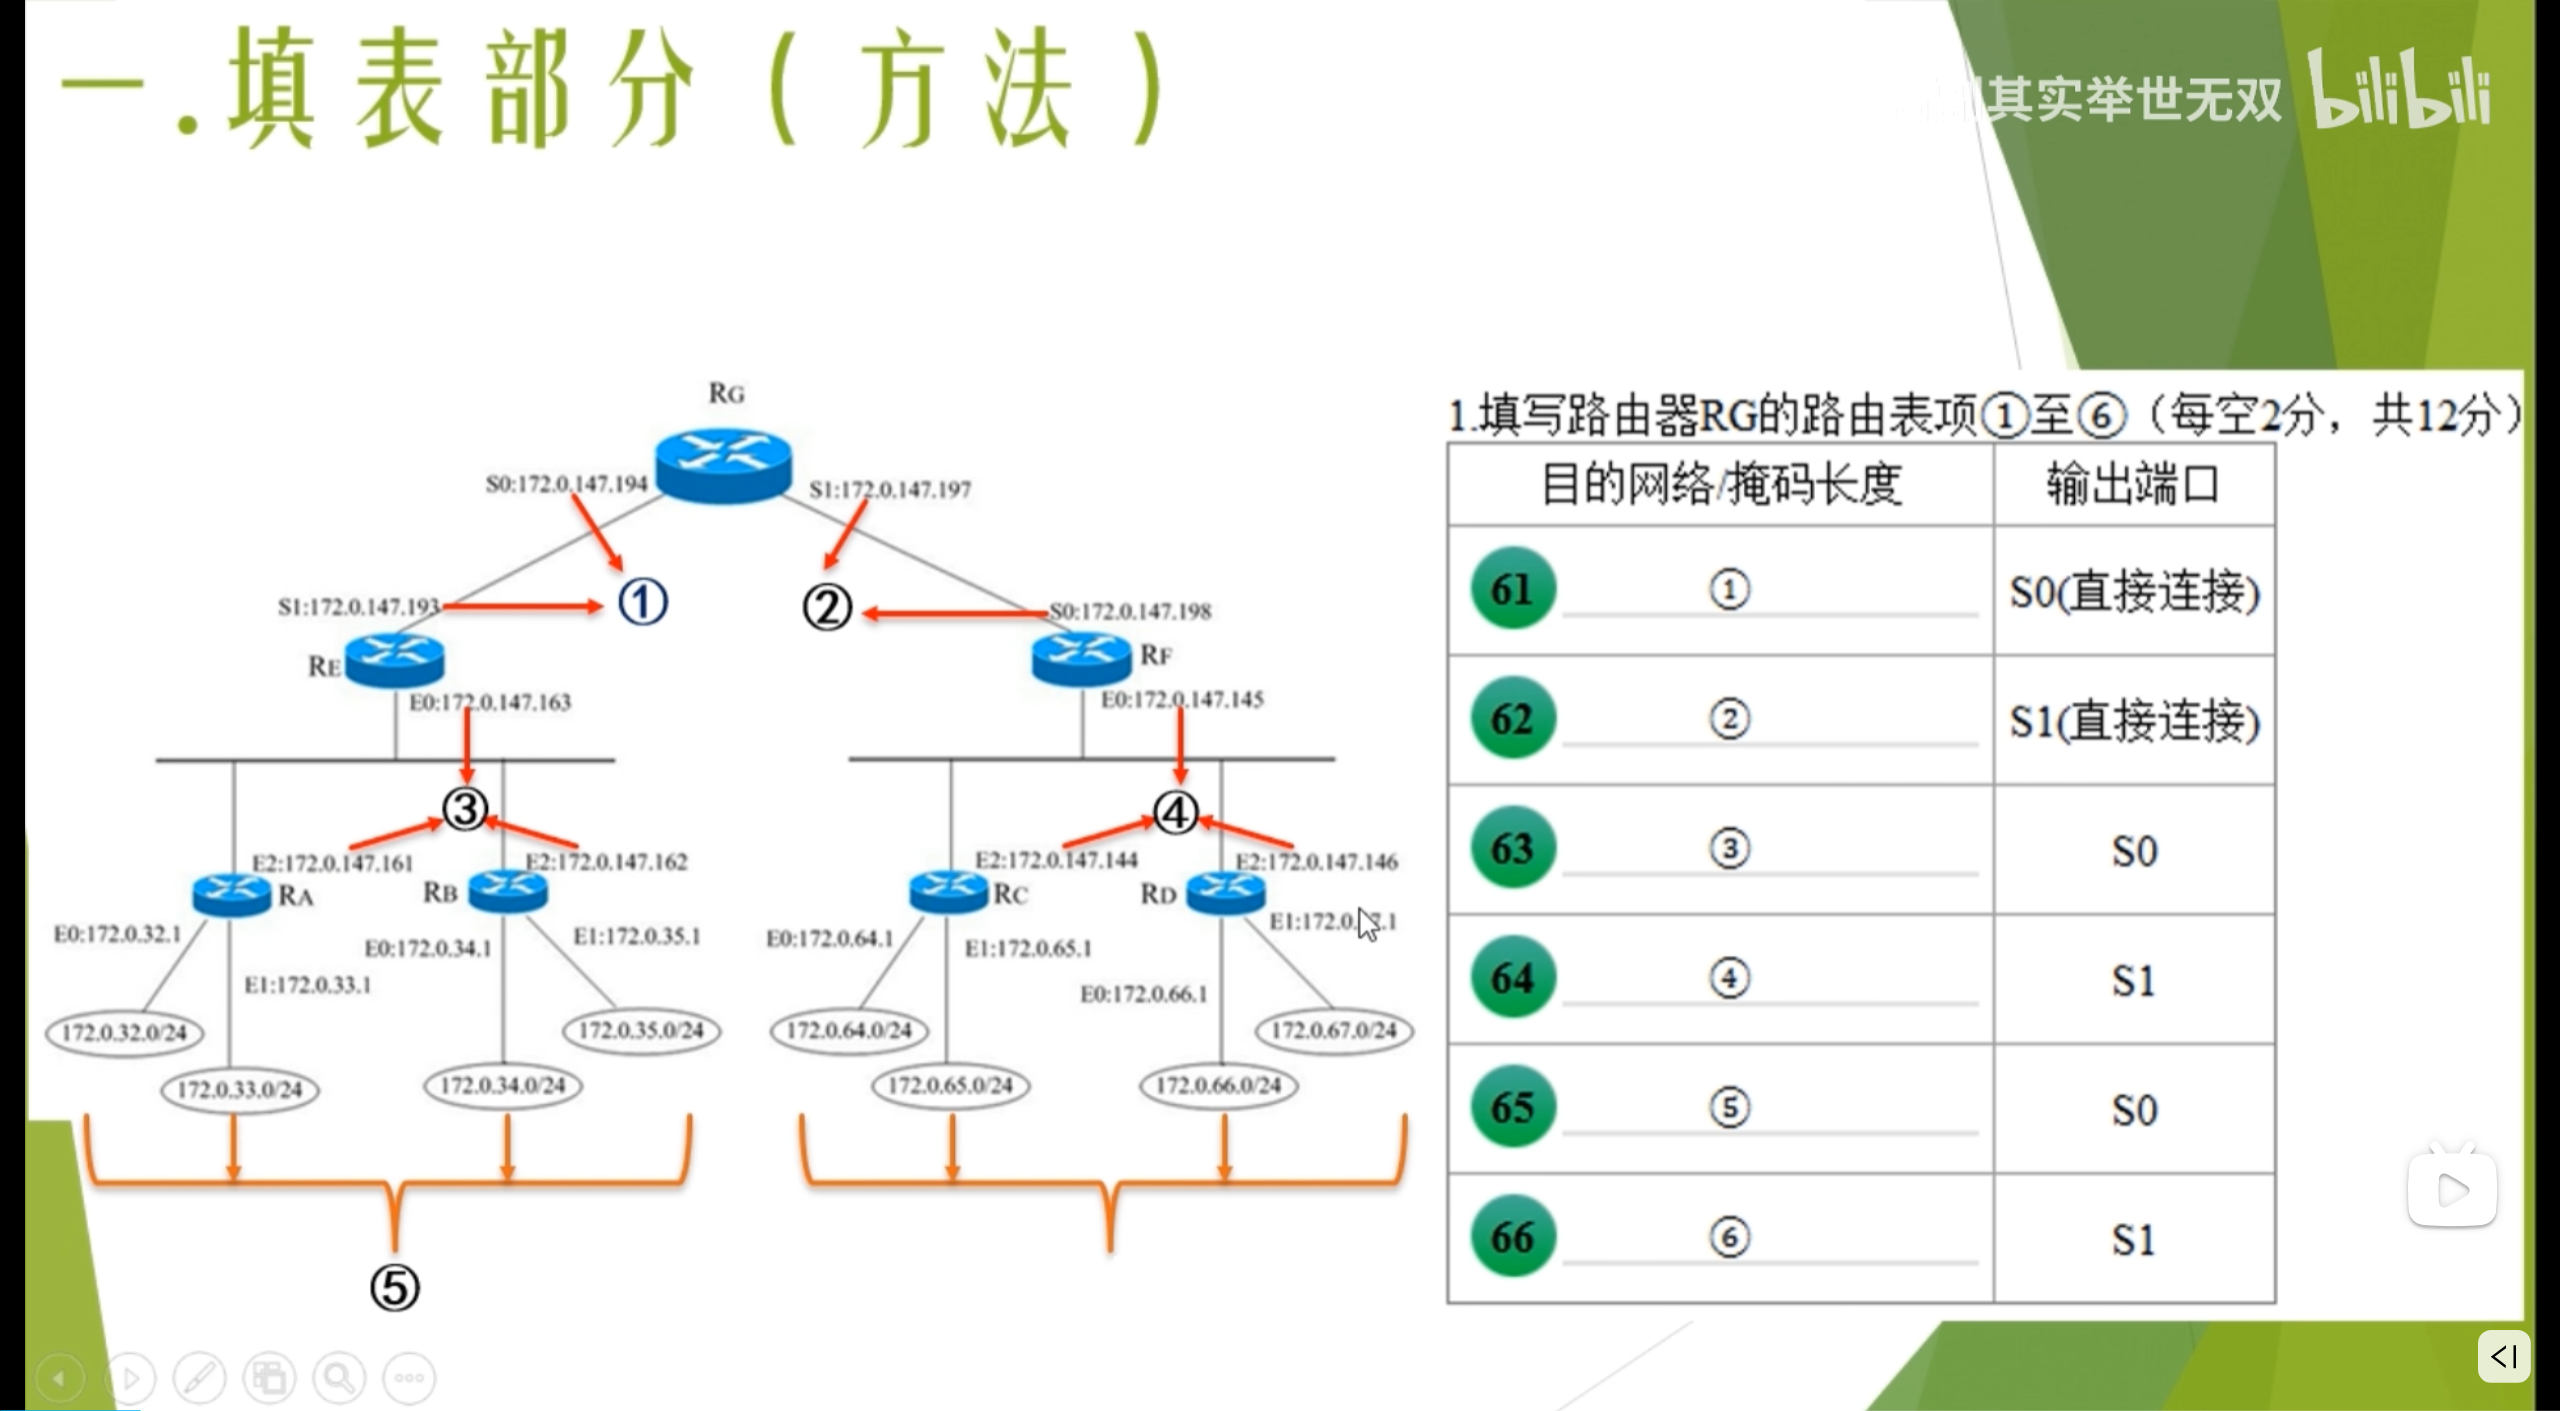 一.填表部分(方法)
其实举世无双 bilibili
RG
S0:172.0.147.194
S1:172.0.147.197
S1:172.0.147.193
①
②
S0:172.0.147.198
RE
RF
E0:172.0.147.163
E0:172.0.147.145
③
④
E2:172.0.147.161
E2:172.0.147.162
E2:172.0.147.144
E2:172.0.147.146
RA
RB
RC
RD
E0:172.0.32.1
E1:172.0.33.1
E0:172.0.34.1
E1:172.0.35.1
E0:172.0.64.1
E1:172.0.65.1
E0:172.0.66.1
172.0.32.0/24
172.0.33.0/24
172.0.34.0/24
172.0.35.0/24
172.0.64.0/24
172.0.65.0/24
172.0.66.0/24
172.0.67.0/24
⑤
1.填写路由器RG的路由表项①至⑥（每空2分，共12分）
目的网络/掩码长度 输出端口
61 ① S0(直接连接)
62 ② S1(直接连接)
63 ③ S0
64 ④ S1
65 ⑤ S0
66 ⑥ S1